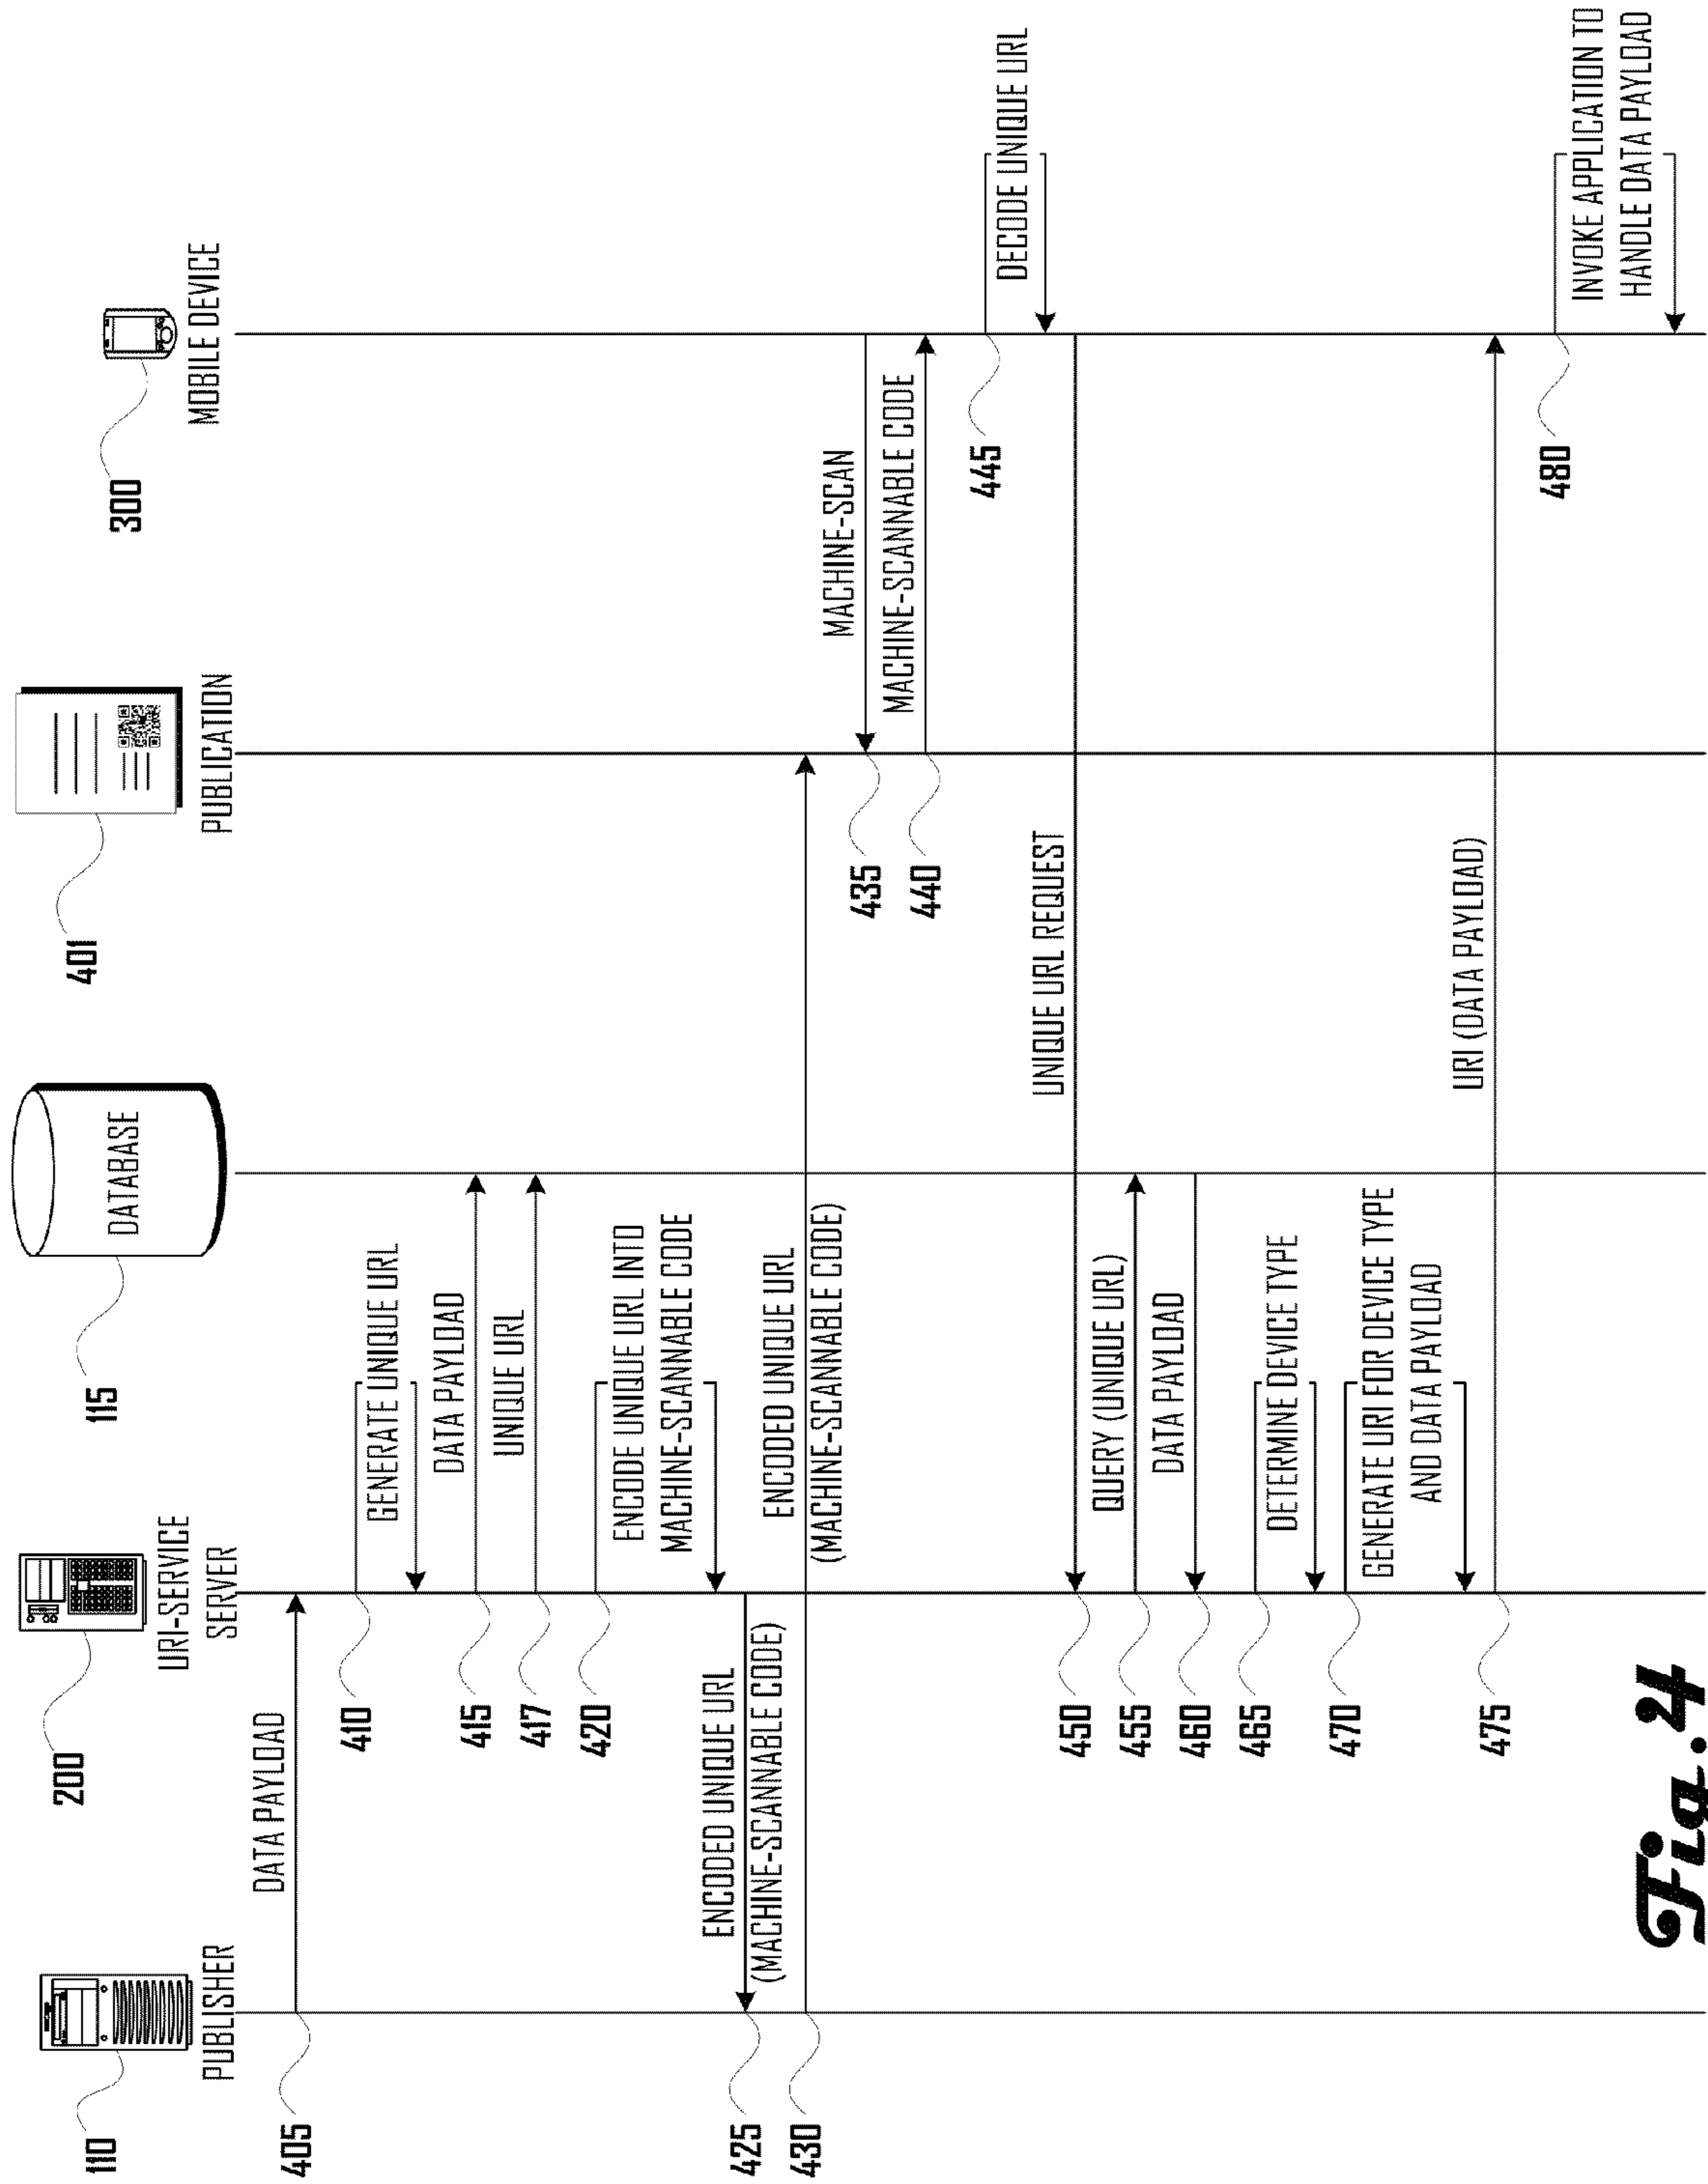 110
PUBLISHER
200
URI-SERVICE
SERVER
115
DATABASE
401
PUBLICATION
300
MOBILE DEVICE
405
DATA PAYLOAD
410
GENERATE UNIQUE URL
415
DATA PAYLOAD
417
UNIQUE URL
420
ENCODE UNIQUE URL INTO
MACHINE-SCANNABLE CODE
425
ENCODED UNIQUE URL
(MACHINE-SCANNABLE CODE)
430
ENCODED UNIQUE URL
(MACHINE-SCANNABLE CODE)
435
MACHINE-SCAN
440
MACHINE-SCANNABLE CODE
445
DECODE UNIQUE URL
450
UNIQUE URL REQUEST
455
QUERY (UNIQUE URL)
460
DATA PAYLOAD
465
DETERMINE DEVICE TYPE
470
GENERATE URI FOR DEVICE TYPE
AND DATA PAYLOAD
475
URI (DATA PAYLOAD)
480
INVOKE APPLICATION TO
HANDLE DATA PAYLOAD
Fig.4